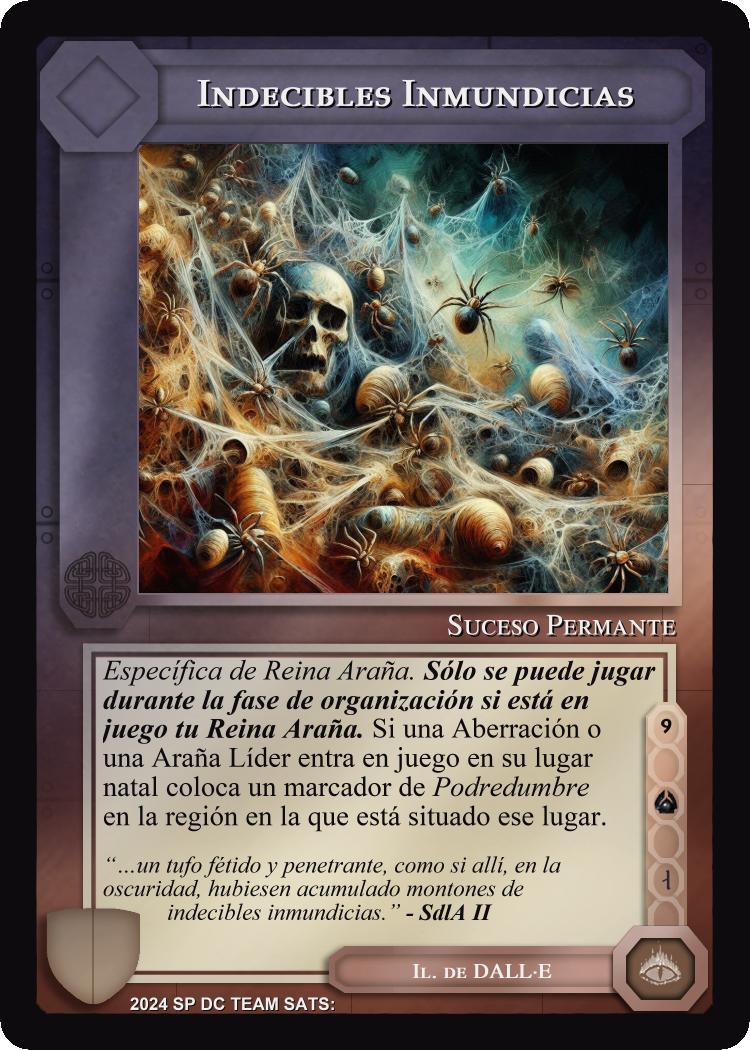 Indecibles Inmundicias
Suceso Permante
Específica de Reina Araña. Sólo se puede jugar
durante la fase de organización si está en
juego tu Reina Araña. Si una Aberración o
una Araña Líder entra en juego en su lugar
natal coloca un marcador de Podredumbre
en la región en la que está situado ese lugar.
9
“...un tufo fétido y penetrante, como si allí, en la
oscuridad, hubiesen acumulado montones de
indecibles inmundicias.” - SdlA II
Il. de DALL·E
2024 SP DC TEAM SATS: